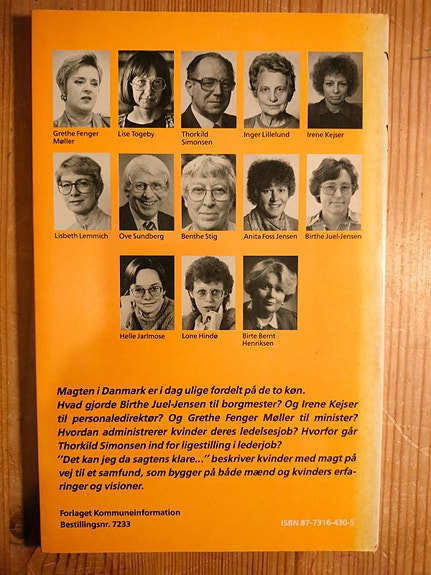 Grethe Fenger
Møller
Lise Togeby
Thorkild
Simonsen
Inger Lillelund
Irene Kejser
Lisbeth Lemmich
Ove Sundberg
Benthe Stig
Anita Foss Jensen
Birthe Juel-Jensen
Helle Jarlmose
Lone Hindø
Birte Bernt
Henriksen
Magten i Danmark er i dag ulige fordelt på de to køn.
Hvad gjorde Birthe Juel-Jensen til borgmester? Og Irene Kejser
til personaledirektør? Og Grethe Fenger Møller til minister?
Hvordan administrerer kvinder deres ledelsesjob? Hvorfor går
Thorkild Simonsen ind for ligestilling i lederjob?
"Det kan jeg da sagtens klare..." beskriver kvinder med magt på
vej til et samfund, som bygger på både mænd og kvinders erfa-
ringer og visioner.
Forlaget Kommuneinformation
Bestillingsnr. 7233
ISBN 87-7316-430-5